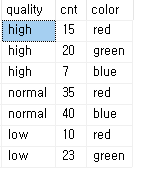 quality cnt color
high 15 red
high 20 green
high 7 blue
normal 35 red
normal 40 blue
low 10 red
low 23 green